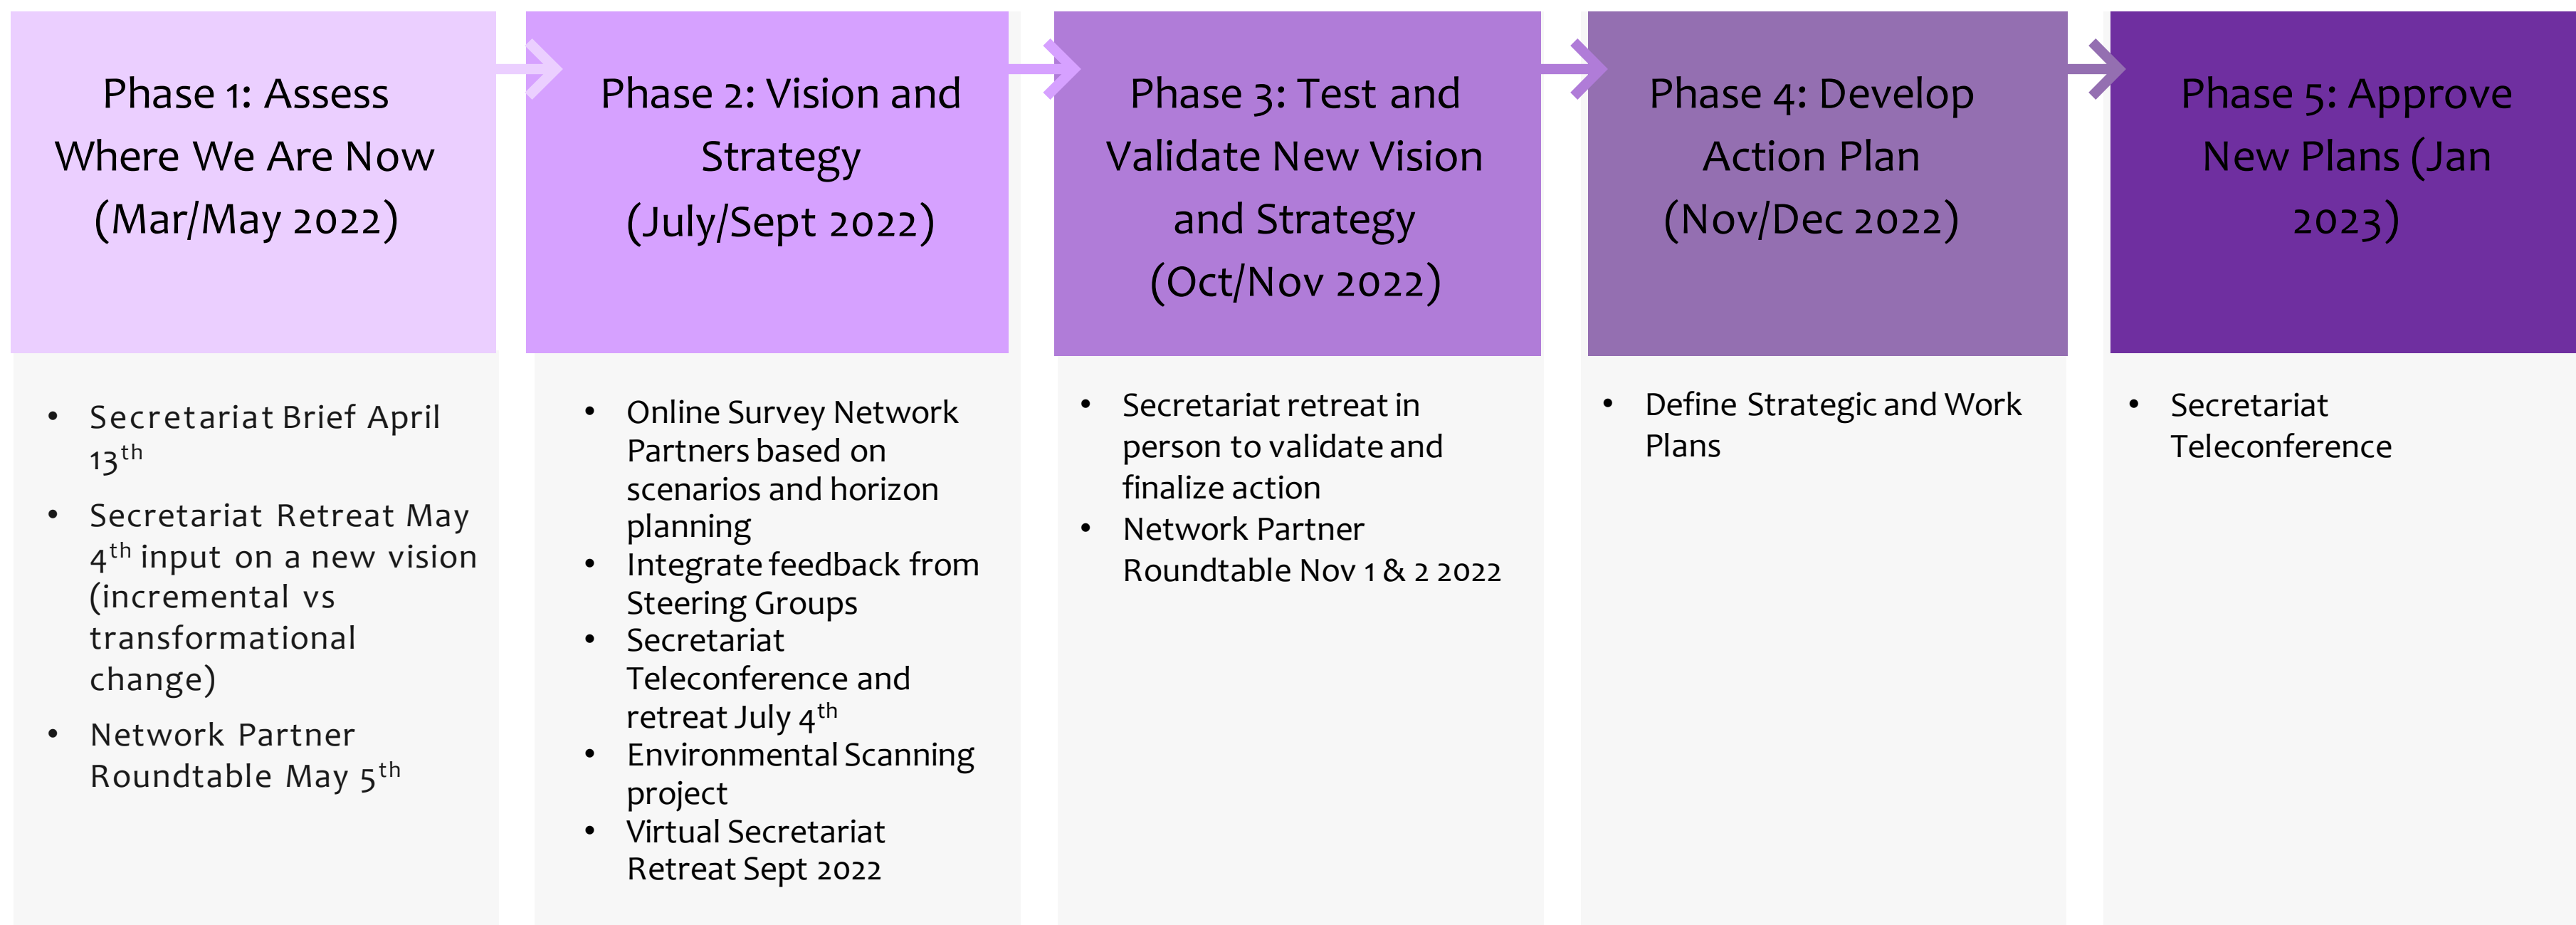 Phase 1: Assess
Where We Are Now
(Mar/May 2022)
• Secretariat Brief April
13th
• Secretariat Retreat May
4th input on a new vision
(incremental vs
transformational
change)
• Network Partner
Roundtable May 5th
Phase 2: Vision and
Strategy
(July/Sept 2022)
• Online Survey Network
Partners based on
scenarios and horizon
planning
• Integrate feedback from
Steering Groups
• Secretariat
Teleconference and
retreat July 4th
• Environmental Scanning
project
• Virtual Secretariat
Retreat Sept 2022
Phase 3: Test and
Validate New Vision
and Strategy
(Oct/Nov 2022)
• Secretariat retreat in
person to validate and
finalize action
• Network Partner
Roundtable Nov 1 & 2 2022
Phase 4: Develop
Action Plan
(Nov/Dec 2022)
• Define Strategic and Work
Plans
Phase 5: Approve
New Plans (Jan
2023)
• Secretariat
Teleconference